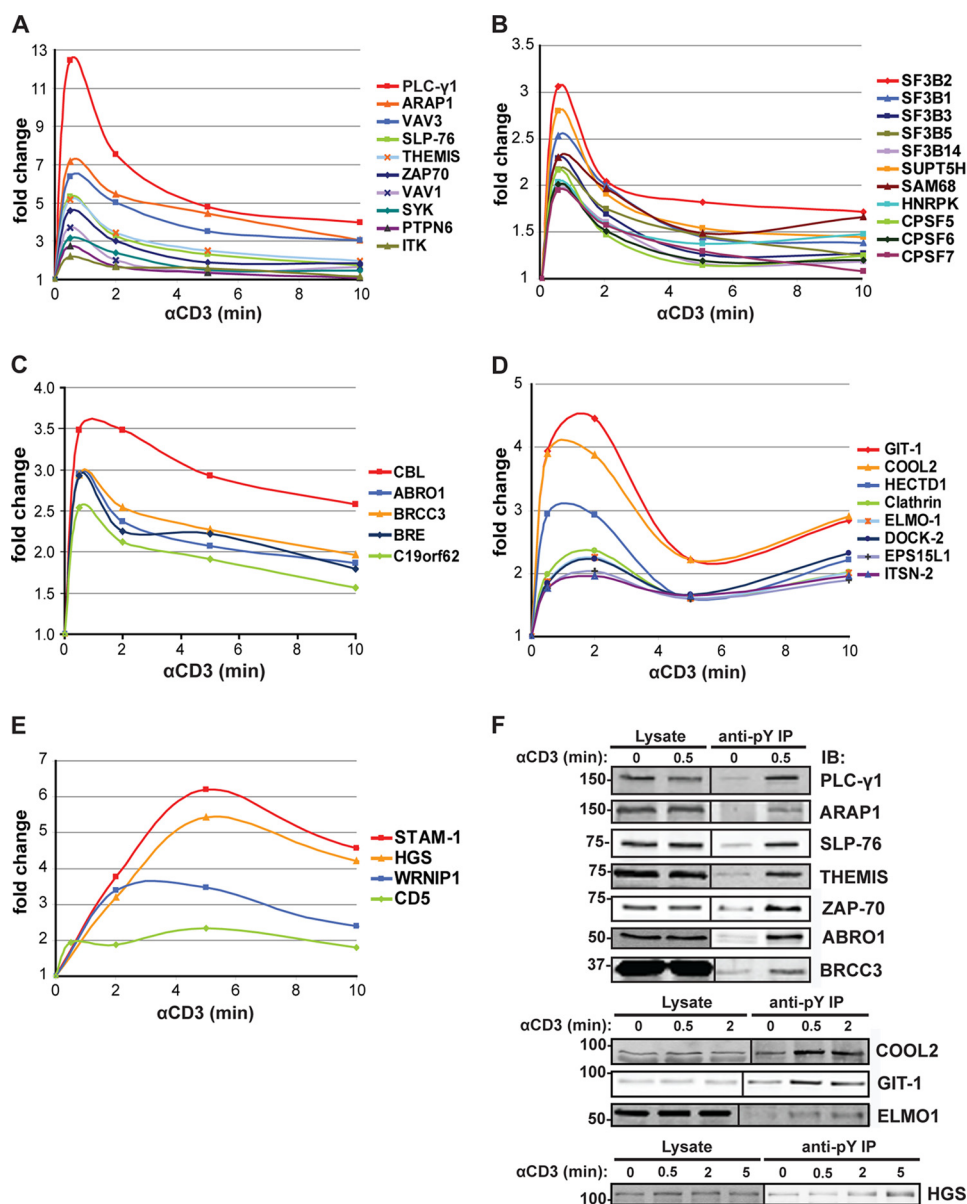 A
fold change
13
11
9
7
5
3
1
0
2
4
6
8
10
αCD3 (min)
PLC-γ1
ARAP1
VAV3
SLP-76
THEMIS
ZAP70
VAV1
SYK
PTPN6
ITK
B
fold change
3.5
3
2.5
2
1.5
1
0
2
4
6
8
10
αCD3 (min)
SF3B2
SF3B1
SF3B3
SF3B5
SF3B14
SUPT5H
SAM68
HNRPK
CPSF5
CPSF6
CPSF7
C
fold change
4.0
3.5
3.0
2.5
2.0
1.5
1.0
0
2
4
6
8
10
αCD3 (min)
CBL
ABRO1
BRCC3
BRE
C19orf62
D
fold change
5
4
3
2
1
0
2
4
6
8
10
αCD3 (min)
GIT-1
COOL2
HECTD1
Clathrin
ELMO-1
DOCK-2
EPS15L1
ITSN-2
E
fold change
7
6
5
4
3
2
1
0
2
4
6
8
10
αCD3 (min)
STAM-1
HGS
WRNIP1
CD5
F
Lysate anti-pY IP
αCD3 (min): 0 0.5 0 0.5 IB:
150 PLC-γ1
150 ARAP1
75 SLP-76
75 THEMIS
75 ZAP-70
50 ABRO1
37 BRCC3
Lysate anti-pY IP
αCD3 (min): 0 0.5 2 0 0.5 2
100 COOL2
100 GIT-1
50 ELMO1
Lysate anti-pY IP
αCD3 (min): 0 0.5 2 5 0 0.5 2 5
100 HGS